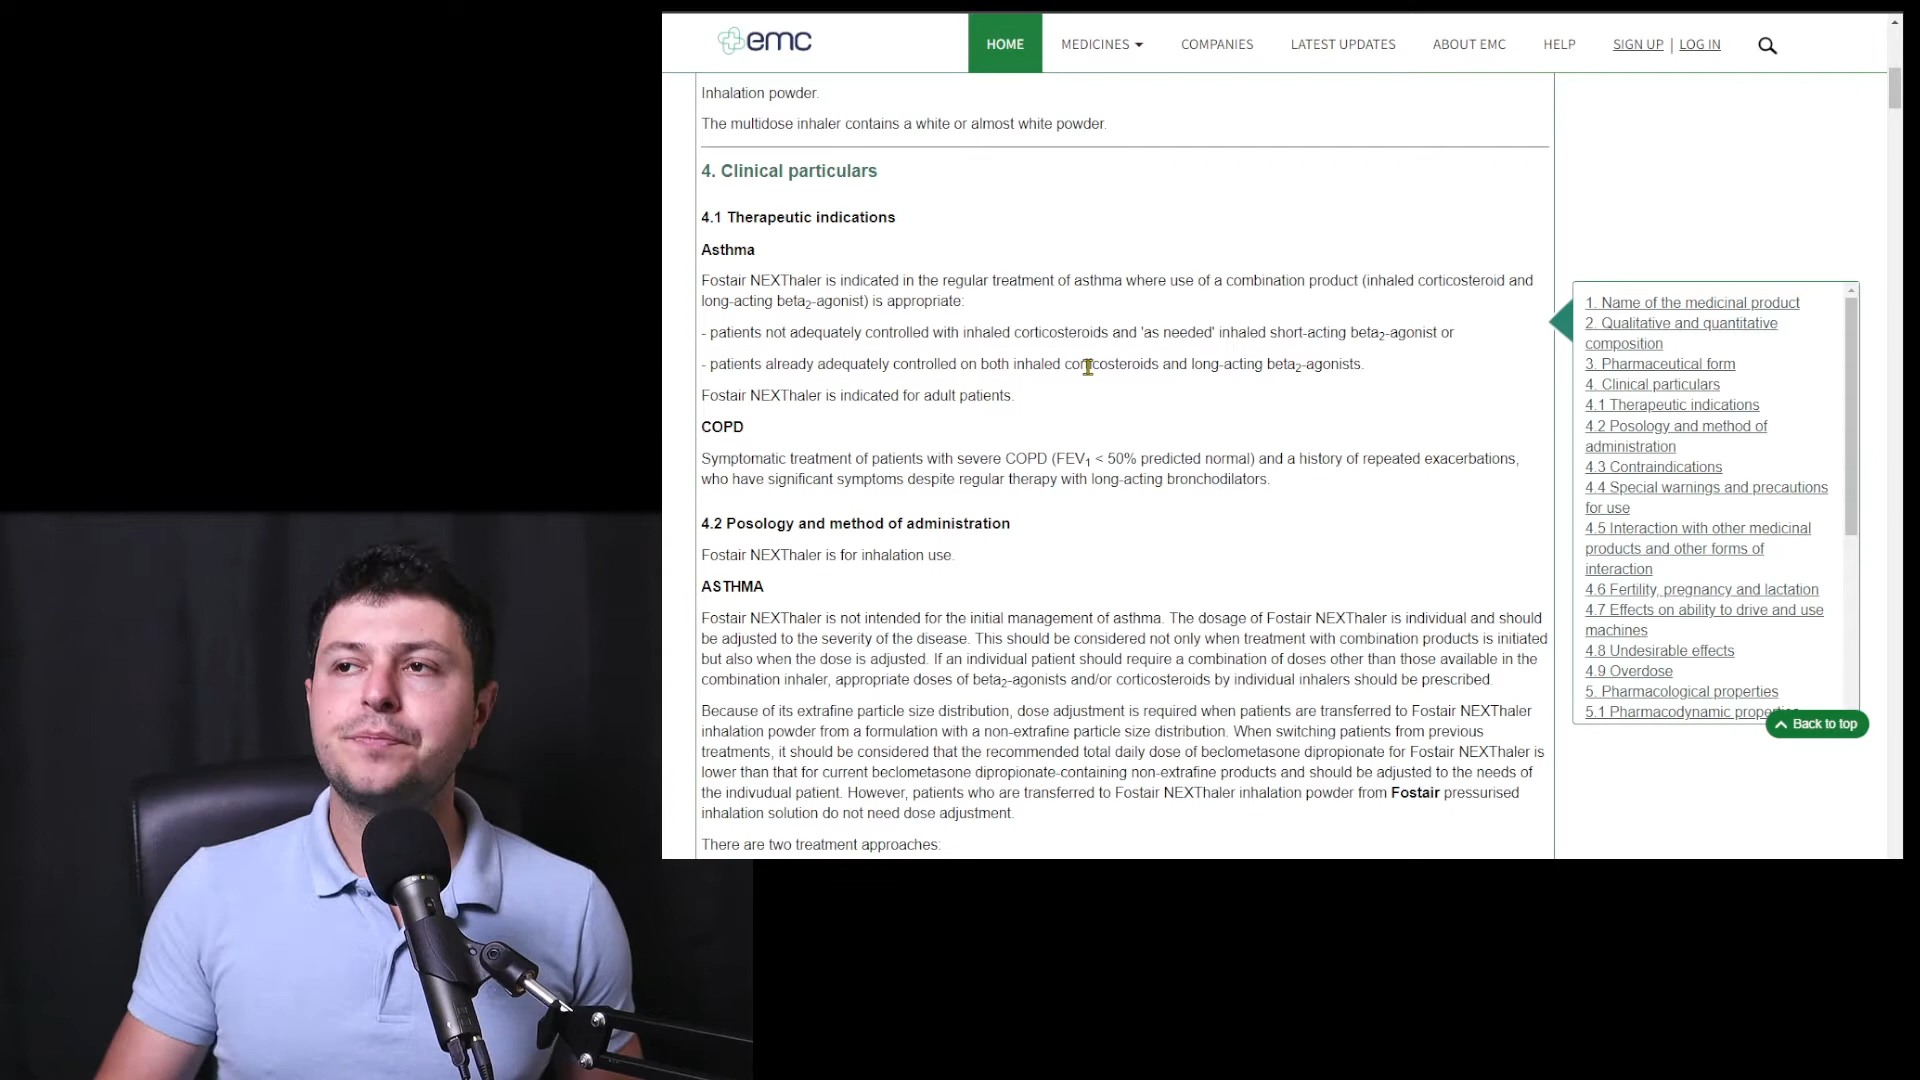 emc
HOME
MEDICINES
COMPANIES
LATEST UPDATES
ABOUT EMC
HELP
SIGN UP | LOG IN
Inhalation powder.
The multidose inhaler contains a white or almost white powder.
4. Clinical particulars
4.1 Therapeutic indications
Asthma
Fostair NEXThaler is indicated in the regular treatment of asthma where use of a combination product (inhaled corticosteroid and
long-acting beta2-agonist) is appropriate:
- patients not adequately controlled with inhaled corticosteroids and 'as needed' inhaled short-acting beta2-agonist or
- patients already adequately controlled on both inhaled corticosteroids and long-acting beta2-agonists.
Fostair NEXThaler is indicated for adult patients.
COPD
Symptomatic treatment of patients with severe COPD (FEV1 < 50% predicted normal) and a history of repeated exacerbations,
who have significant symptoms despite regular therapy with long-acting bronchodilators.
4.2 Posology and method of administration
Fostair NEXThaler is for inhalation use.
ASTHMA
Fostair NEXThaler is not intended for the initial management of asthma. The dosage of Fostair NEXThaler is individual and should
be adjusted to the severity of the disease. This should be considered not only when treatment with combination products is initiated
but also when the dose is adjusted. If an individual patient should require a combination of doses other than those available in the
combination inhaler, appropriate doses of beta2-agonists and/or corticosteroids by individual inhalers should be prescribed.
Because of its extrafine particle size distribution, dose adjustment is required when patients are transferred to Fostair NEXThaler
inhalation powder from a formulation with a non-extrafine particle size distribution. When switching patients from previous
treatments, it should be considered that the recommended total daily dose of beclometasone dipropionate for Fostair NEXThaler is
lower than that for current beclometasone dipropionate-containing non-extrafine products and should be adjusted to the needs of
the indivudual patient. However, patients who are transferred to Fostair NEXThaler inhalation powder from Fostair pressurised
inhalation solution do not need dose adjustment.
There are two treatment approaches:
1. Name of the medicinal product
2. Qualitative and quantitative
composition
3. Pharmaceutical form
4. Clinical particulars
4.1 Therapeutic indications
4.2 Posology and method of
administration
4.3 Contraindications
4.4 Special warnings and precautions
for use
4.5 Interaction with other medicinal
products and other forms of
interaction
4.6 Fertility, pregnancy and lactation
4.7 Effects on ability to drive and use
machines
4.8 Undesirable effects
4.9 Overdose
5. Pharmacological properties
5.1 Pharmacodynamic
Back to top